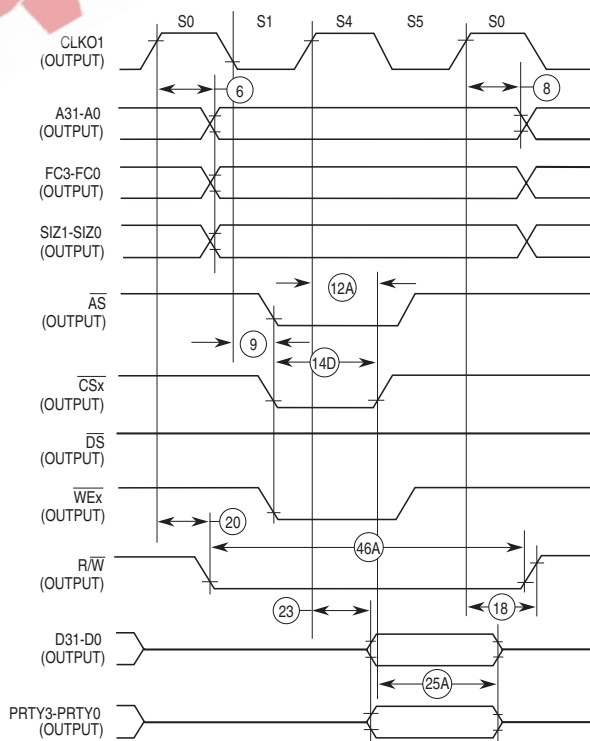 S0 S1 S4 S5 S0
CLKO1
(OUTPUT)
6
8
A31-A0
(OUTPUT)
FC3-FC0
(OUTPUT)
SIZ1-SIZ0
(OUTPUT)
12A
AS
(OUTPUT)
9
14D
CSx
(OUTPUT)
DS
(OUTPUT)
WEx
(OUTPUT)
20
46A
R/W
(OUTPUT)
23
18
D31-D0
(OUTPUT)
25A
PRTY3-PRTY0
(OUTPUT)